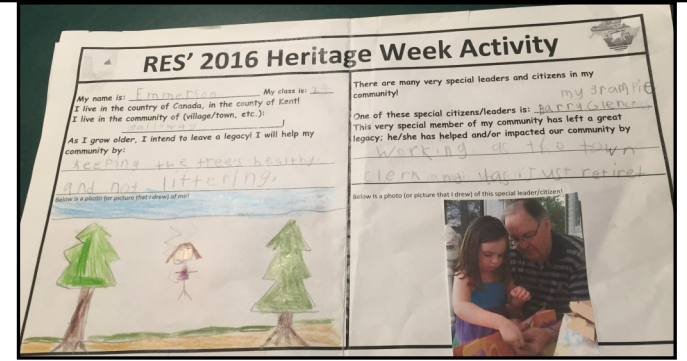 RES' 2016 Heritage Week Activity
My name is: Emmerson My class is:
I live in the country of Canada, in the county of Kent!
I live in the community of (village/town, etc.):
!
As I grow older, I intend to leave a legacy! I will help my
community by:
keeping the trees healthy
and not littering.
Below is a photo (or picture that I drew) of me!
There are many very special leaders and citizens in my
community!
my grampie
One of these special citizens/leaders is: Barry Glencross
This very special member of my community has left a great
legacy; he/she has helped and/or impacted our community by
working as the town
clerk and
Below is a photo (or picture that I drew) of this special leader/citizen!